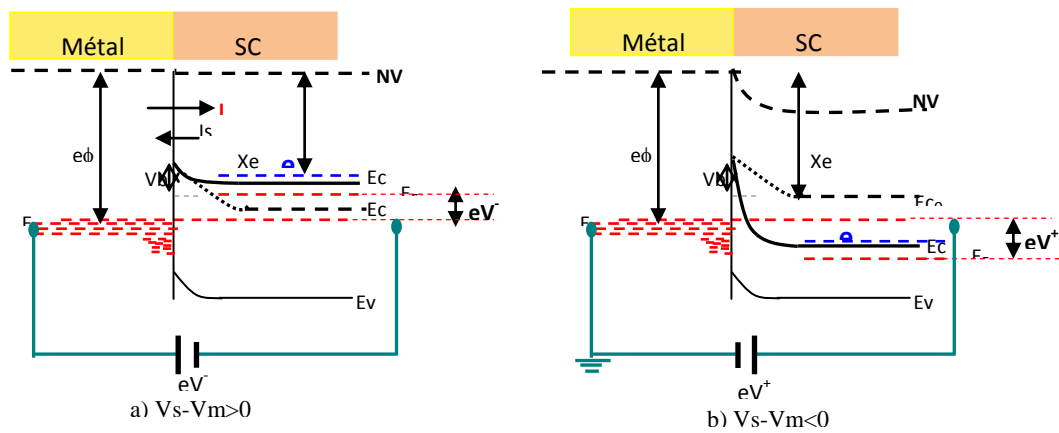 Métal SC
NV
I
Is
eϕ
Xe
e
Vb
Ec
Ec
eV⁻
Ev
eV⁻
a) Vs-Vm>0
Métal SC
NV
eϕ
Xe
Vb
Eco
e
Ec
eV⁺
Ev
eV⁺
b) Vs-Vm<0